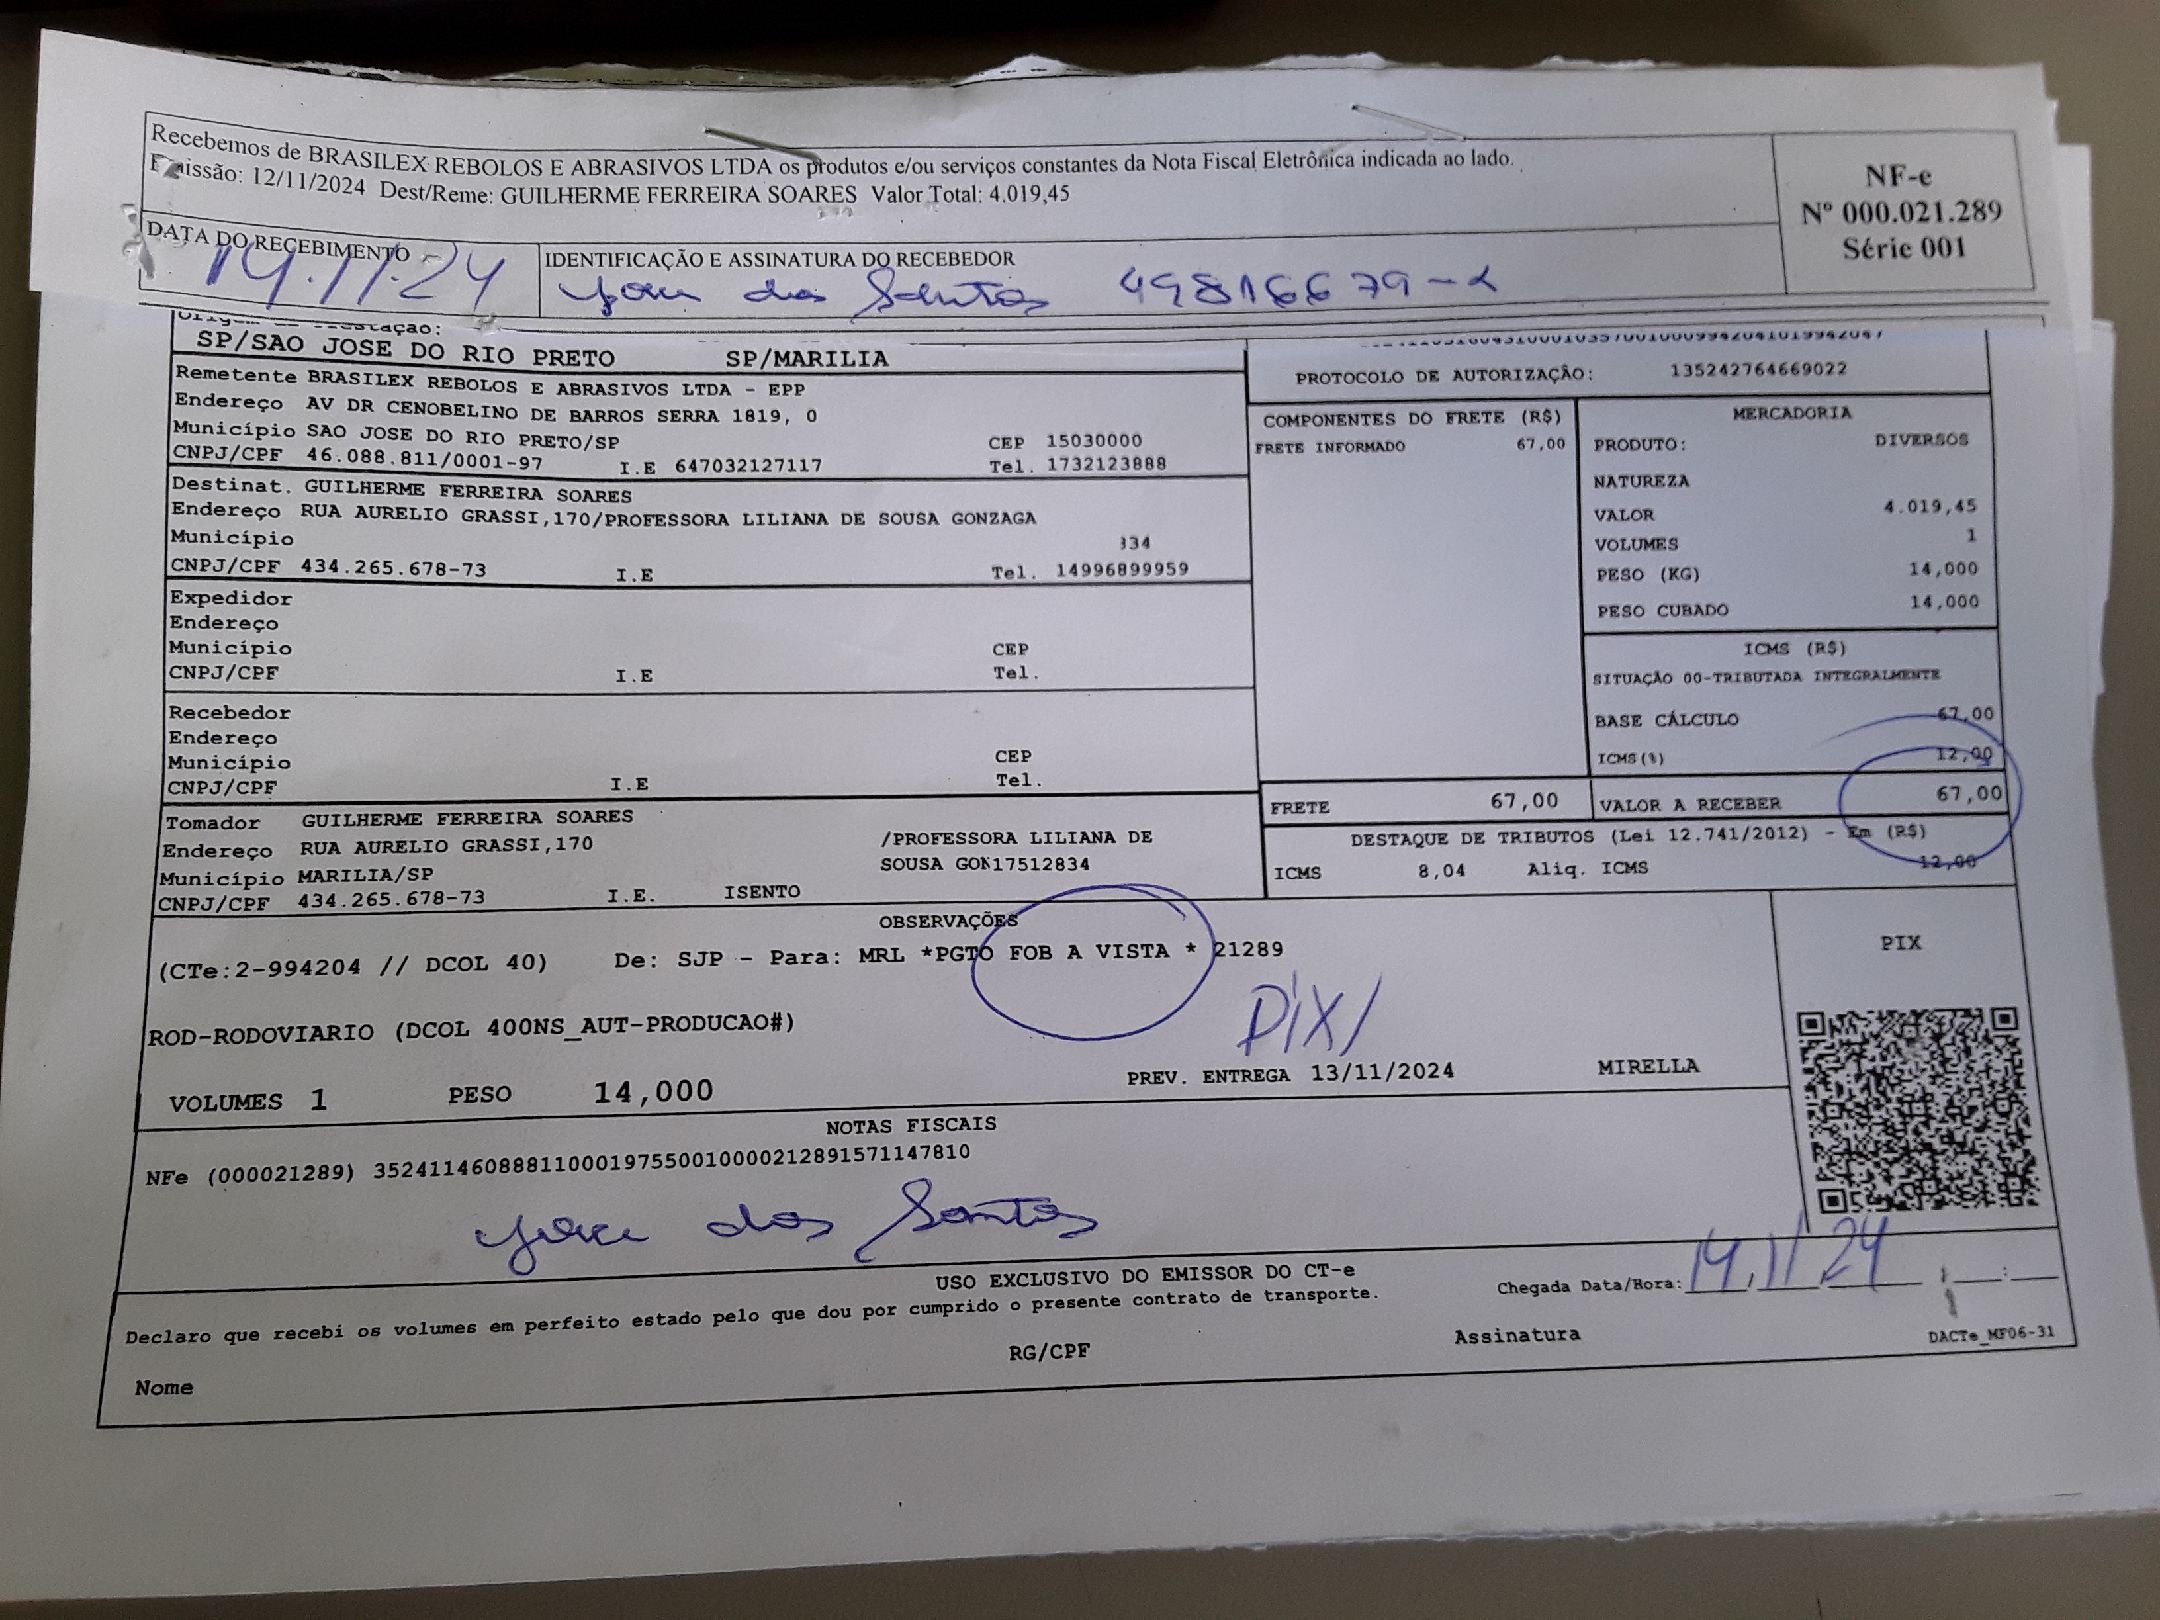 Recebemos de BRASILEX REBOLOS E ABRASIVOS LTDA os produtos e/ou serviços constantes da Nota Fiscal Eletrônica indicada ao lado.
Emissão: 12/11/2024 Dest/Reme: GUILHERME FERREIRA SOARES Valor Total: 4.019,45
NF-e
Nº 000.021.289
Série 001
DATA DO RECEBIMENTO
14.11.24
IDENTIFICAÇÃO E ASSINATURA DO RECEBEDOR
dos Santos 49816679-
SP/SAO JOSE DO RIO PRETO SP/MARILIA
PROTOCOLO DE AUTORIZAÇÃO: 135242764669022
Remetente BRASILEX REBOLOS E ABRASIVOS LTDA - EPP
Endereço AV DR CENOBELINO DE BARROS SERRA 1819, 0
Município SAO JOSE DO RIO PRETO/SP CEP 15030000
CNPJ/CPF 46.088.811/0001-97 I.E 647032127117 Tel. 1732123888
Destinat. GUILHERME FERREIRA SOARES
Endereço RUA AURELIO GRASSI,170/PROFESSORA LILIANA DE SOUSA GONZAGA
Município 334
CNPJ/CPF 434.265.678-73 I.E Tel. 14996899959
Expedidor
Endereço
Município CEP
CNPJ/CPF I.E Tel.
Recebedor
Endereço
Município CEP
CNPJ/CPF I.E Tel.
Tomador GUILHERME FERREIRA SOARES
Endereço RUA AURELIO GRASSI,170 /PROFESSORA LILIANA DE
SOUSA GON17512834
Município MARILIA/SP
CNPJ/CPF 434.265.678-73 I.E. ISENTO
COMPONENTES DO FRETE (R$)
FRETE INFORMADO 67,00
MERCADORIA
PRODUTO: DIVERSOS
NATUREZA
VALOR 4.019,45
VOLUMES 1
PESO (KG) 14,000
PESO CUBADO 14,000
ICMS (R$)
SITUAÇÃO 00-TRIBUTADA INTEGRALMENTE
BASE CÁLCULO 67,00
ICMS(%) 12,00
FRETE 67,00 VALOR A RECEBER 67,00
DESTAQUE DE TRIBUTOS (Lei 12.741/2012) - Em (R$)
ICMS 8,04 Aliq. ICMS 12,00
OBSERVAÇÕES
(CTe:2-994204 // DCOL 40) De: SJP - Para: MRL *PGTO FOB A VISTA * 21289
PIX
PIX/
ROD-RODOVIARIO (DCOL 400NS_AUT-PRODUCAO#)
VOLUMES 1 PESO 14,000 PREV. ENTREGA 13/11/2024 MIRELLA
NOTAS FISCAIS
NFe (000021289) 35241146088811000197550010000212891571147810
dos Santos
USO EXCLUSIVO DO EMISSOR DO CT-e
Chegada Data/Hora: 14.11.24
Declaro que recebi os volumes em perfeito estado pelo que dou por cumprido o presente contrato de transporte.
Nome RG/CPF Assinatura
DACTe_MF06-31